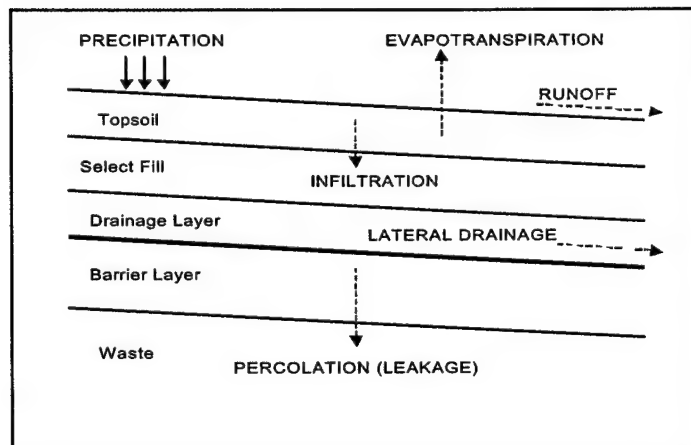 PRECIPITATION EVAPOTRANSPIRATION
RUNOFF
Topsoil
Select Fill
INFILTRATION
Drainage Layer
LATERAL DRAINAGE
Barrier Layer
Waste
PERCOLATION (LEAKAGE)